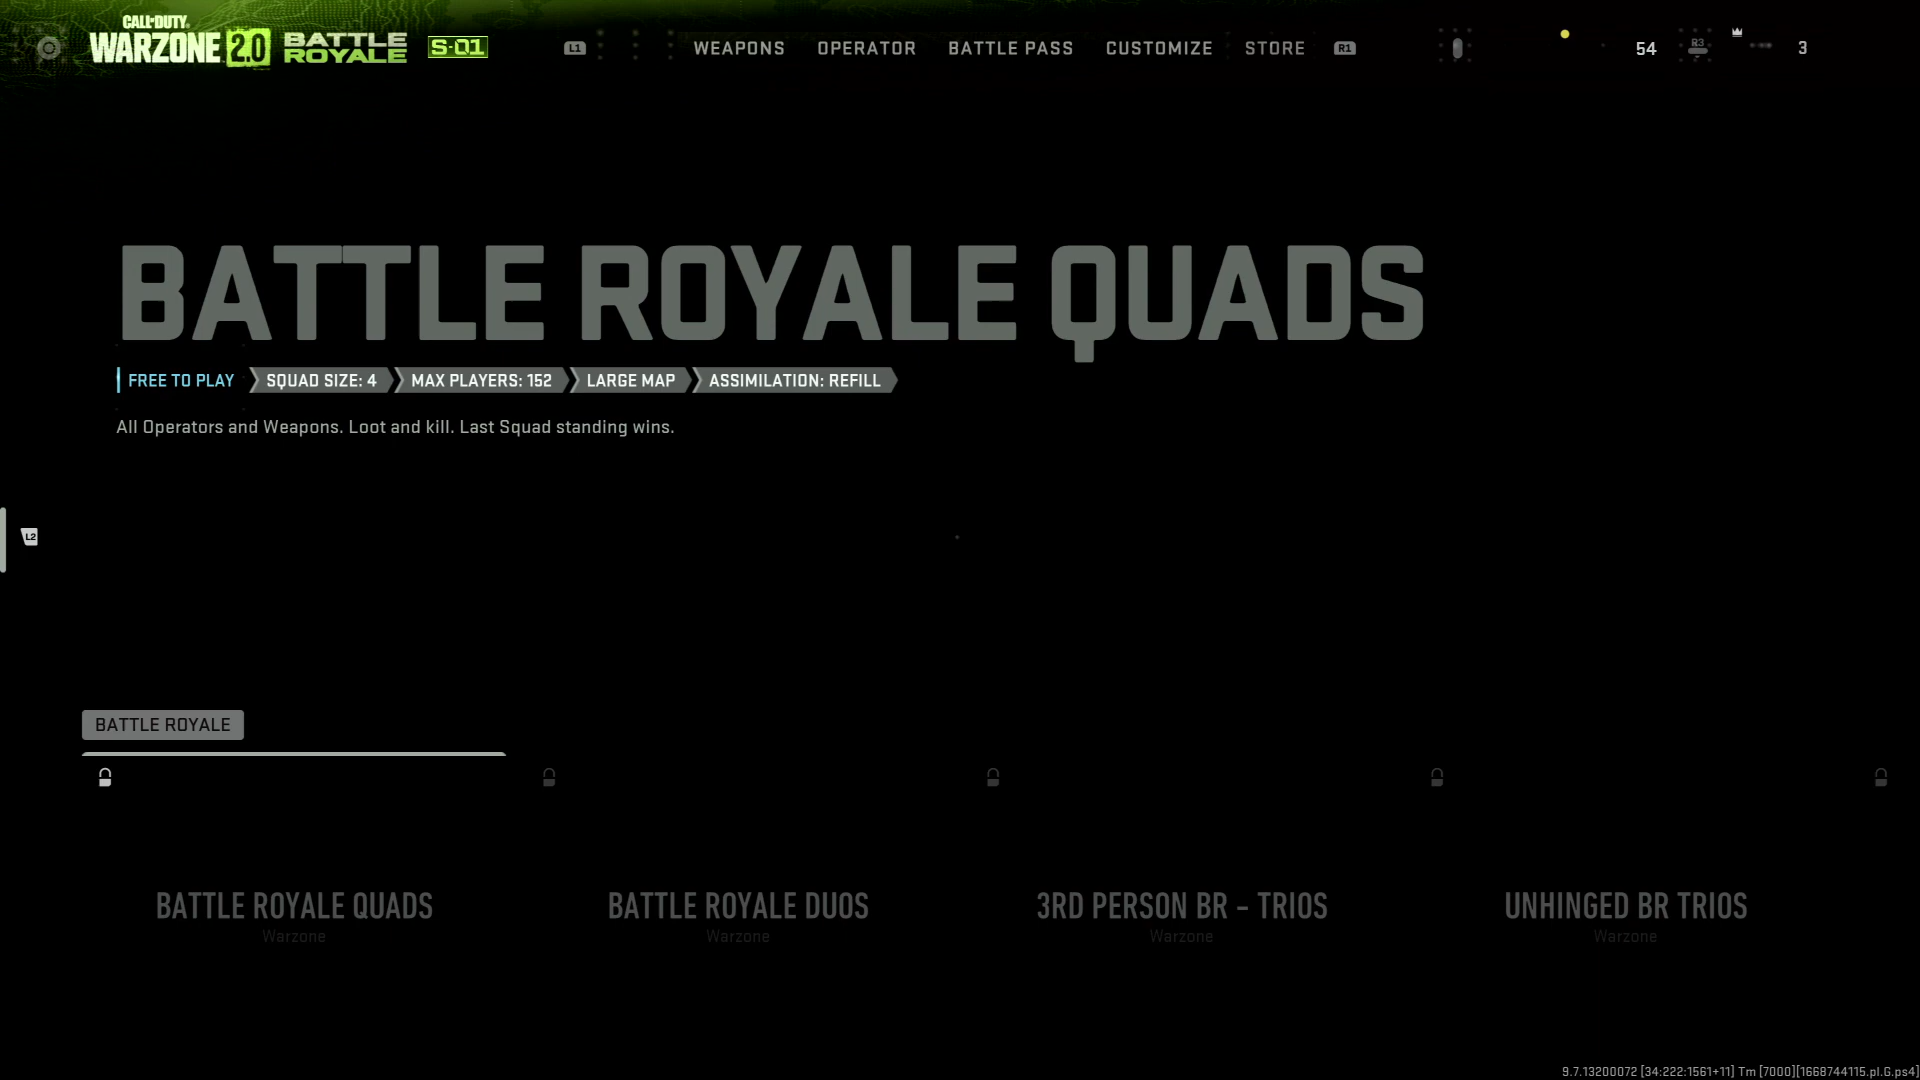 CALL OF DUTY
WARZONE 2.0 BATTLE ROYALE S-01
L1 WEAPONS OPERATOR BATTLE PASS CUSTOMIZE STORE R1 54 R3 3
BATTLE ROYALE QUADS
FREE TO PLAY SQUAD SIZE: 4 MAX PLAYERS: 152 LARGE MAP ASSIMILATION: REFILL
All Operators and Weapons. Loot and kill. Last Squad standing wins.
L2
BATTLE ROYALE
BATTLE ROYALE QUADS BATTLE ROYALE DUOS 3RD PERSON BR - TRIOS UNHINGED BR TRIOS
Warzone Warzone Warzone Warzone
9.7.13200072 [34:222:1561+11] Tm [7000][1668744115.pl.G.ps4]